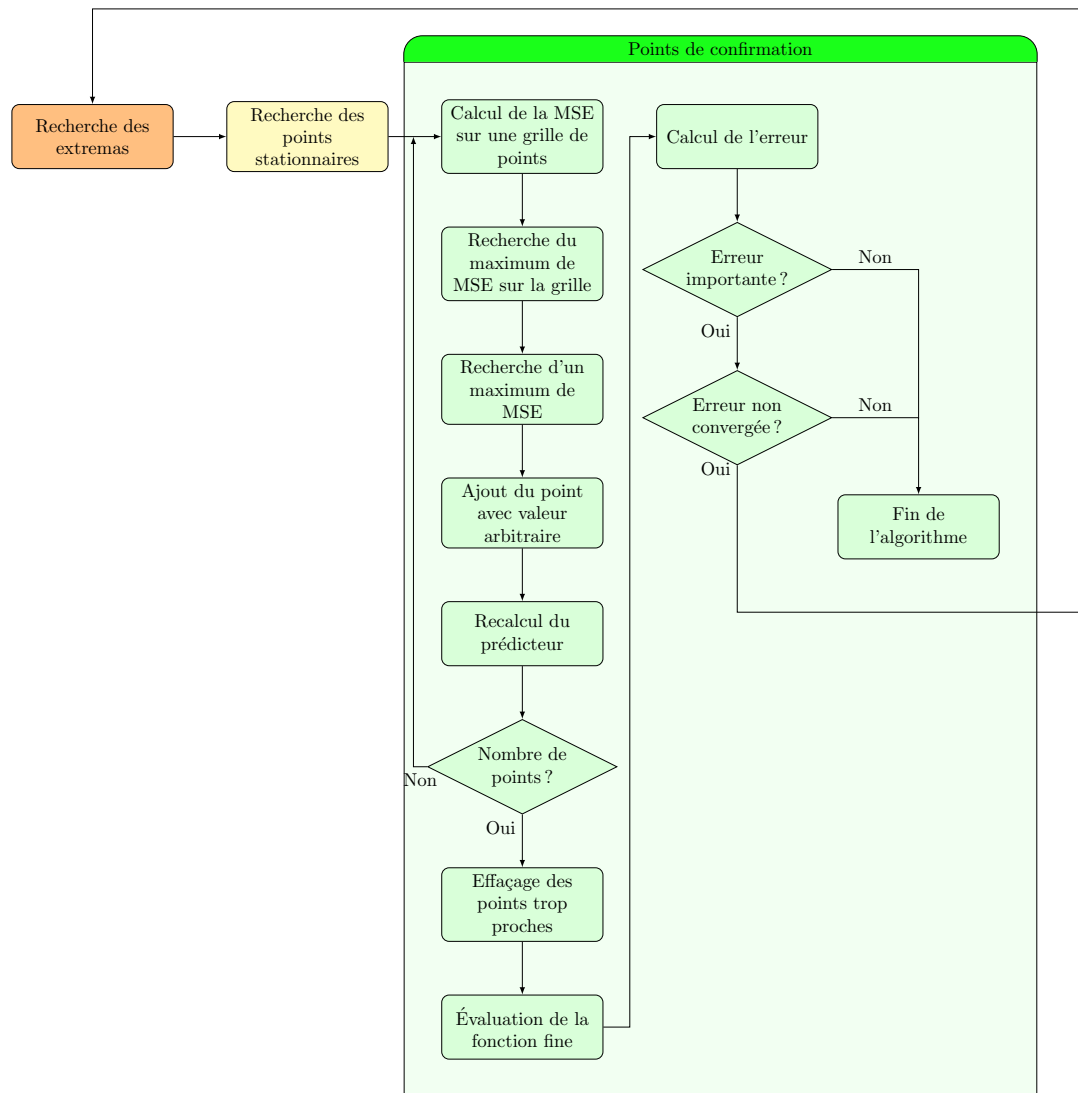 Points de confirmation
Recherche des
extremas
Recherche des
points
stationnaires
Calcul de la MSE
sur une grille de
points
Recherche du
maximum de
MSE sur la grille
Recherche d'un
maximum de
MSE
Ajout du point
avec valeur
arbitraire
Recalcul du
prédicteur
Nombre de
points ?
Non
Oui
Effaçage des
points trop
proches
Évaluation de la
fonction fine
Calcul de l'erreur
Erreur
importante ?
Non
Oui
Erreur non
convergée ?
Non
Oui
Fin de
l'algorithme